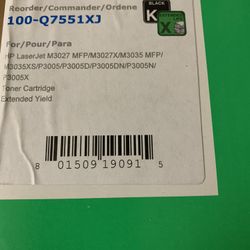 Reorder/Commander/Ordene
100-Q7551XJ
BLACK
K
EXTENDED
X
For/Pour/Para
HP LaserJet M3027 MFP/M3027X/M3035 MFP/
M3035XS/P3005/P3005D/P3005DN/P3005N/
P3005X
Toner Cartridge
Extended Yield
8 01509 19091 5